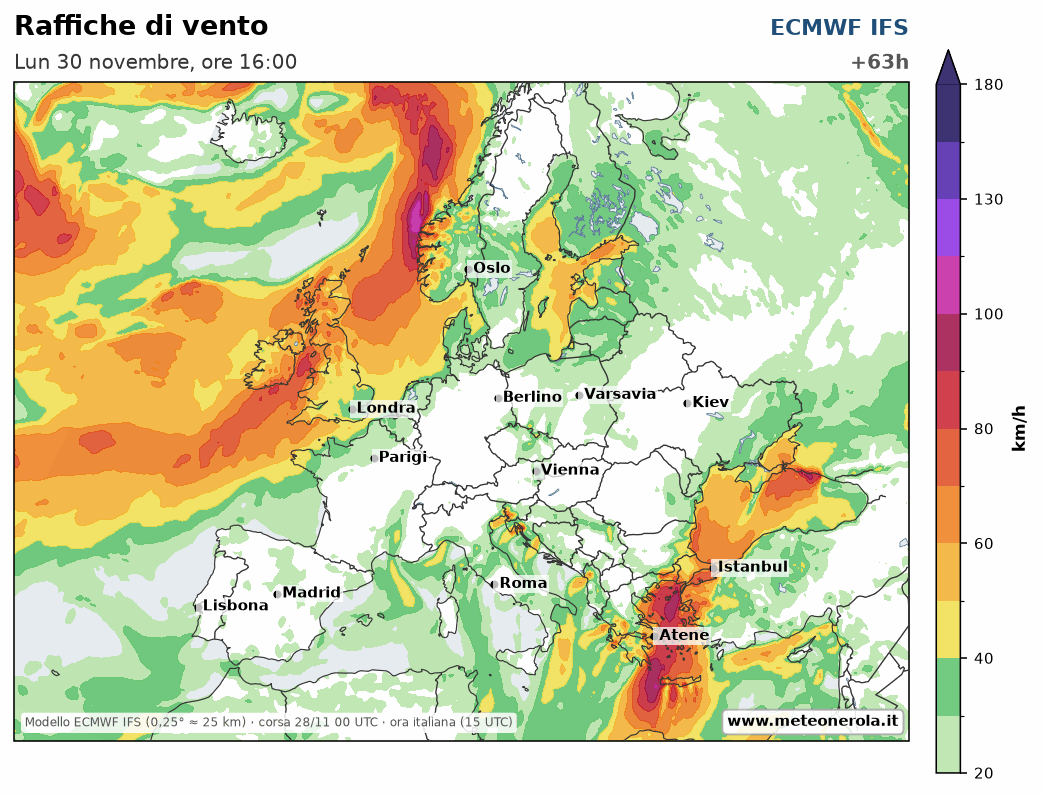 Raffiche di vento
ECMWF IFS
Lun 30 novembre, ore 16:00
+63h
180
130
100
80
60
40
20
km/h
Oslo
Londra
Berlino
Varsavia
Kiev
Parigi
Vienna
Istanbul
Roma
Madrid
Lisbona
Atene
Modello ECMWF IFS (0,25° ≈ 25 km) · corsa 28/11 00 UTC · ora italiana (15 UTC)
www.meteonerola.it